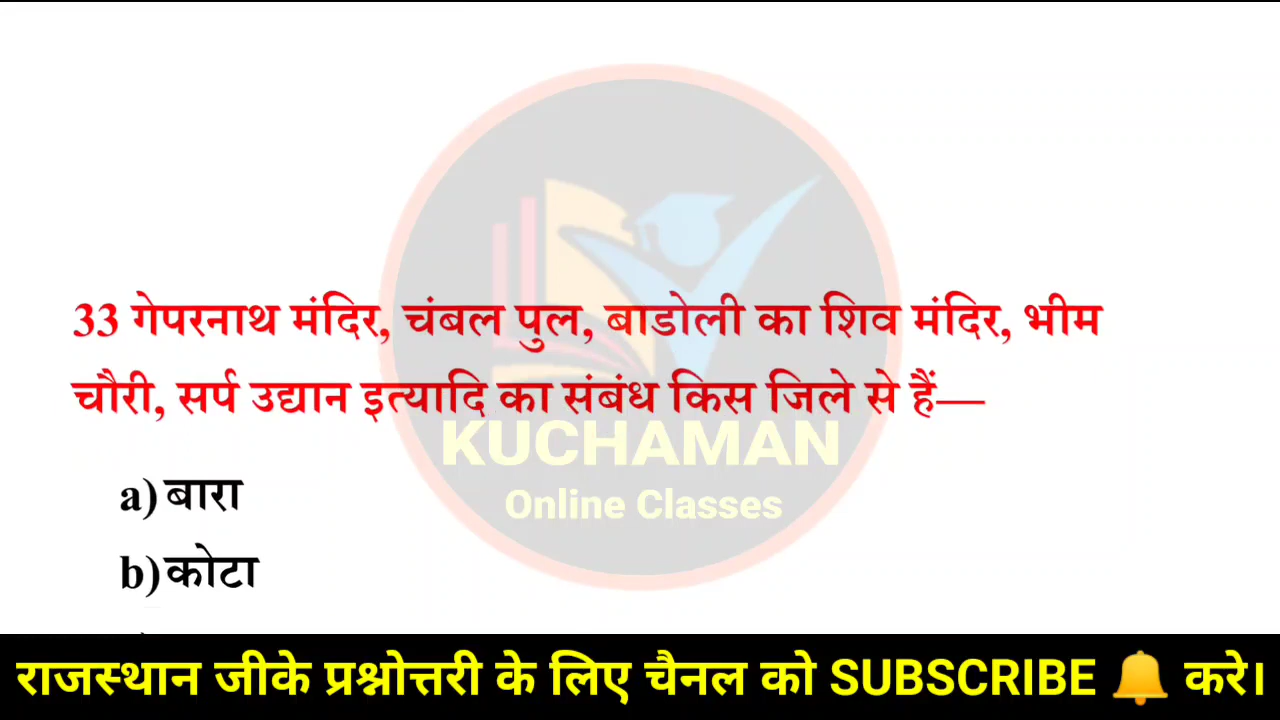 33 गेपरनाथ मंदिर, चंबल पुल, बाडोली का शिव मंदिर, भीम
चौरी, सर्प उद्यान इत्यादि का संबंध किस जिले से हैं—
KUCHAMAN
Online Classes
a) बारा
b) कोटा
राजस्थान जीके प्रश्नोत्तरी के लिए चैनल को SUBSCRIBE 🔔 करे।